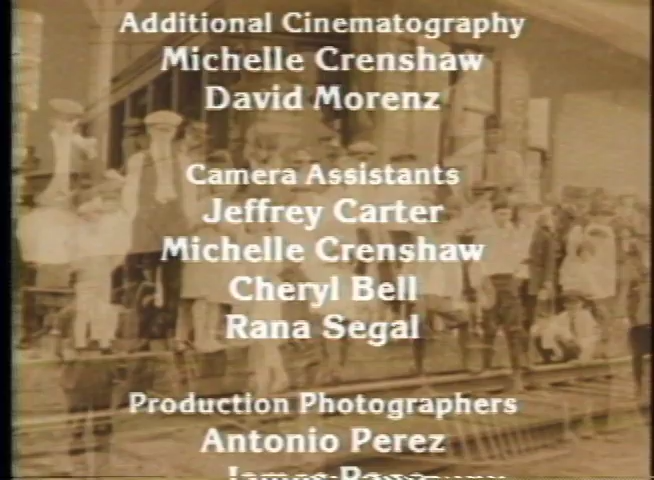 Additional Cinematography
Michelle Crenshaw
David Morenz
Camera Assistants
Jeffrey Carter
Michelle Crenshaw
Cheryl Bell
Rana Segal
Production Photographers
Antonio Perez
James